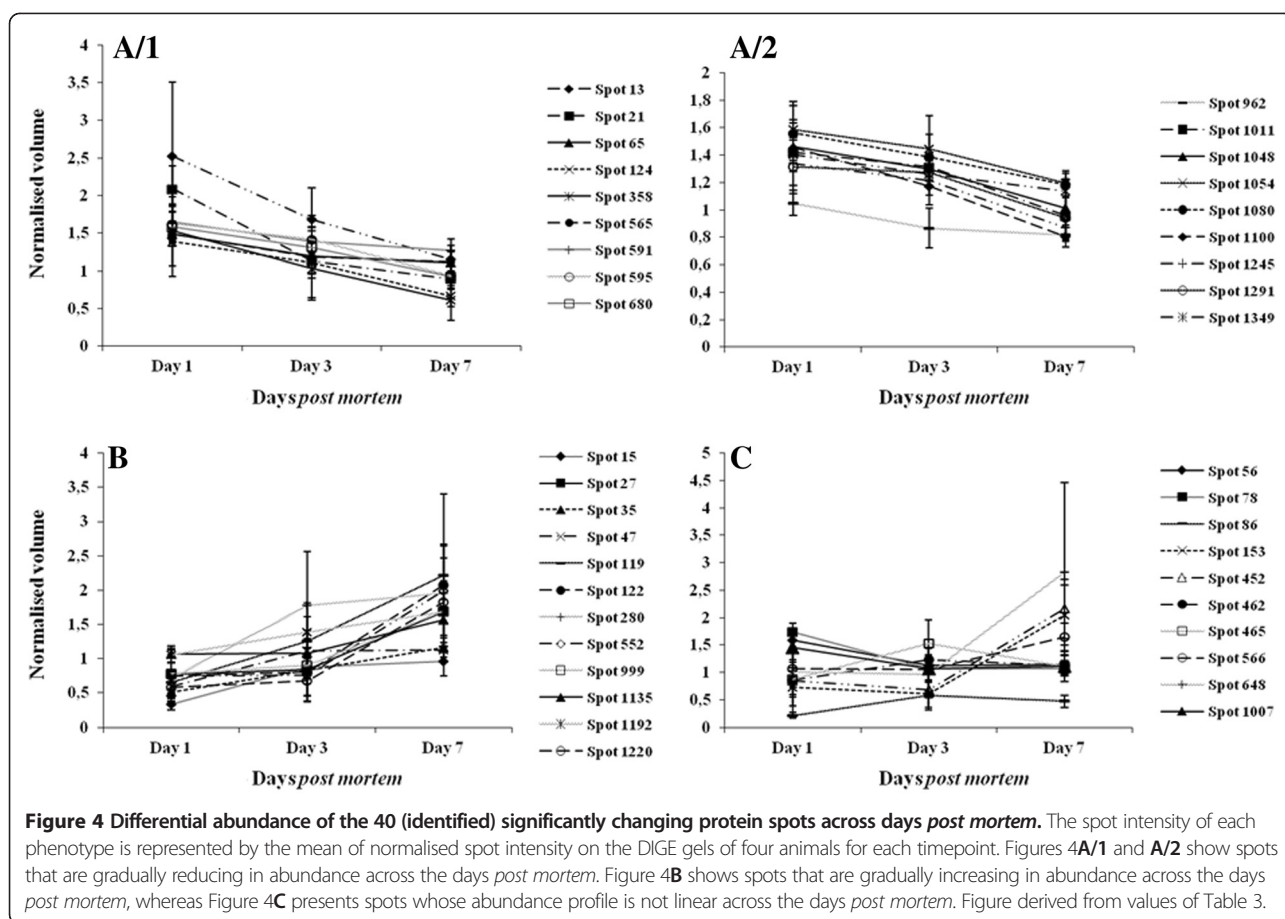 A/1
Normalised volume
4
3,5
3
2,5
2
1,5
1
0,5
0
Day 1 Day 3 Day 7
Days post mortem
Spot 13
Spot 21
Spot 65
Spot 124
Spot 358
Spot 565
Spot 591
Spot 595
Spot 680
A/2
2
1,8
1,6
1,4
1,2
1
0,8
0,6
0,4
0,2
0
Day 1 Day 3 Day 7
Days post mortem
Spot 962
Spot 1011
Spot 1048
Spot 1054
Spot 1080
Spot 1100
Spot 1245
Spot 1291
Spot 1349
B
Normalised volume
4
3,5
3
2,5
2
1,5
1
0,5
0
Day 1 Day 3 Day 7
Days post mortem
Spot 15
Spot 27
Spot 35
Spot 47
Spot 119
Spot 122
Spot 280
Spot 552
Spot 999
Spot 1135
Spot 1192
Spot 1220
C
5
4,5
4
3,5
3
2,5
2
1,5
1
0,5
0
Day 1 Day 3 Day 7
Days post mortem
Spot 56
Spot 78
Spot 86
Spot 153
Spot 452
Spot 462
Spot 465
Spot 566
Spot 648
Spot 1007
Figure 4 Differential abundance of the 40 (identified) significantly changing protein spots across days post mortem. The spot intensity of each
phenotype is represented by the mean of normalised spot intensity on the DIGE gels of four animals for each timepoint. Figures 4A/1 and A/2 show spots
that are gradually reducing in abundance across the days post mortem. Figure 4B shows spots that are gradually increasing in abundance across the days
post mortem, whereas Figure 4C presents spots whose abundance profile is not linear across the days post mortem. Figure derived from values of Table 3.